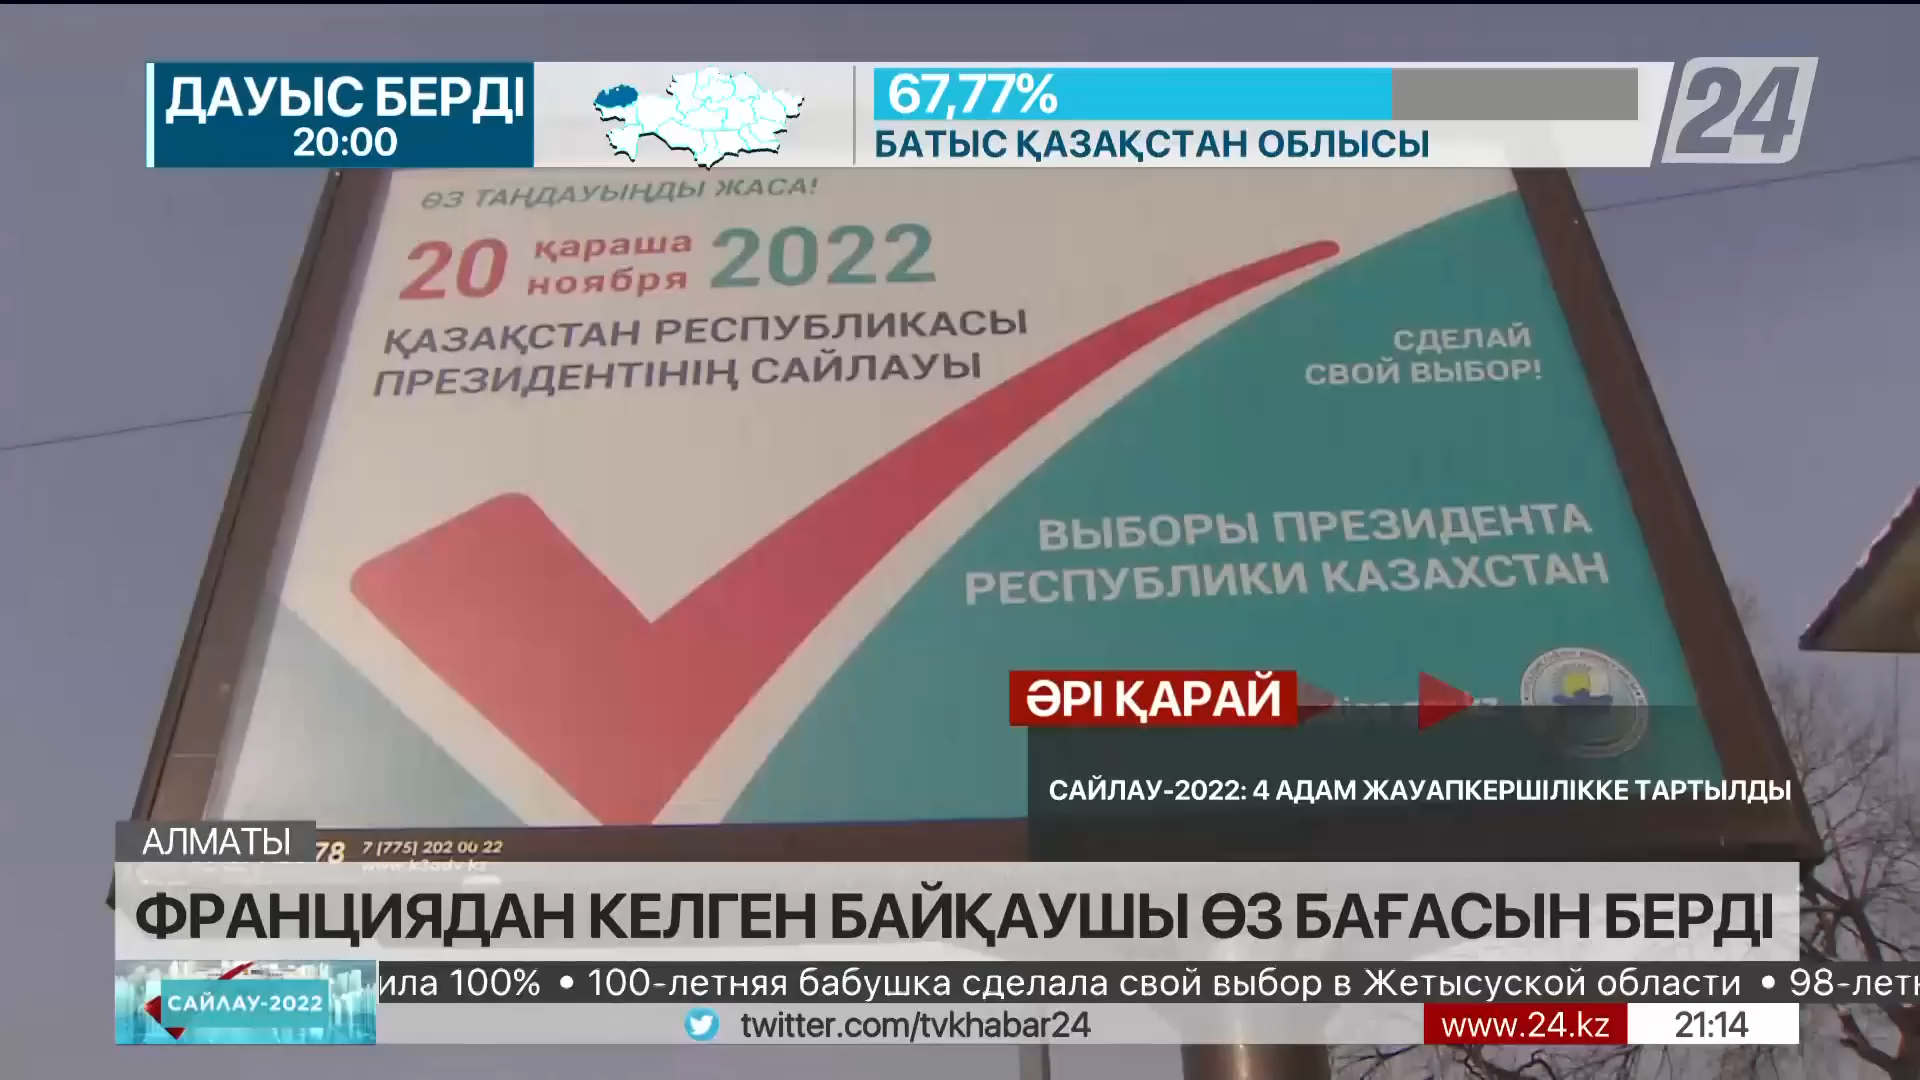 ДАУЫС БЕРДІ
20:00
67,77%
БАТЫС ҚАЗАҚСТАН ОБЛЫСЫ
24
ӨЗ ТАҢДАУЫҢДЫ ЖАСА!
20 қараша ноября 2022
ҚАЗАҚСТАН РЕСПУБЛИКАСЫ
ПРЕЗИДЕНТІНІҢ САЙЛАУЫ
СДЕЛАЙ
СВОЙ ВЫБОР!
ВЫБОРЫ ПРЕЗИДЕНТА
РЕСПУБЛИКИ КАЗАХСТАН
ӘРІ ҚАРАЙ
САЙЛАУ-2022: 4 АДАМ ЖАУАПКЕРШІЛІККЕ ТАРТЫЛДЫ
АЛМАТЫ
78 7 (775) 202 00 22
ФРАНЦИЯДАН КЕЛГЕН БАЙҚАУШЫ ӨЗ БАҒАСЫН БЕРДІ
САЙЛАУ-2022
ила 100% • 100-летняя бабушка сделала свой выбор в Жетысуской области • 98-летн
twitter.com/tvkhabar24
www.24.kz
21:14